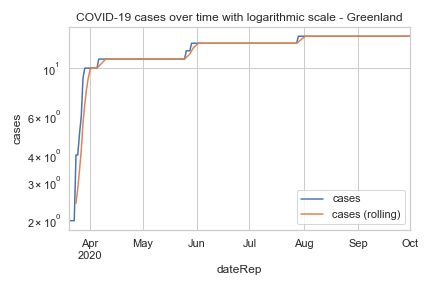 COVID-19 cases over time with logarithmic scale - Greenland
cases
10¹
6 × 10⁰
4 × 10⁰
3 × 10⁰
2 × 10⁰
cases
cases (rolling)
Apr May Jun Jul Aug Sep Oct
2020
dateRep